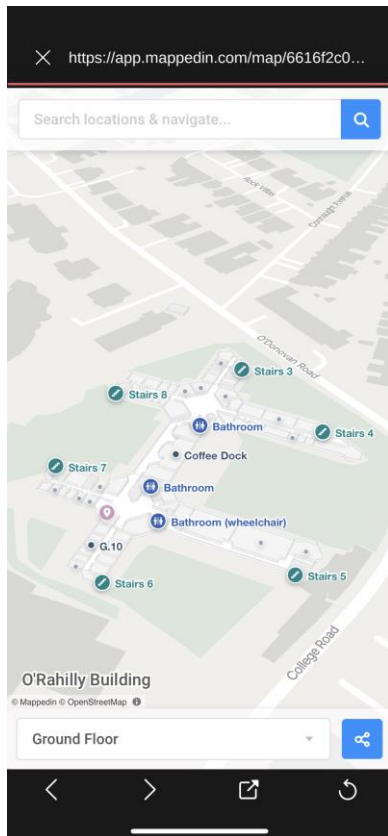 https://app.mappedin.com/map/6616f2c0...
Search locations & navigate...
Rock Villas
Connaught Avenue
O'Donovan Road
Stairs 3
Stairs 8
Bathroom
Stairs 4
Coffee Dock
Stairs 7
Bathroom
Bathroom (wheelchair)
G.10
Stairs 6
Stairs 5
College Road
O'Rahilly Building
© Mappedin © OpenStreetMap
Ground Floor